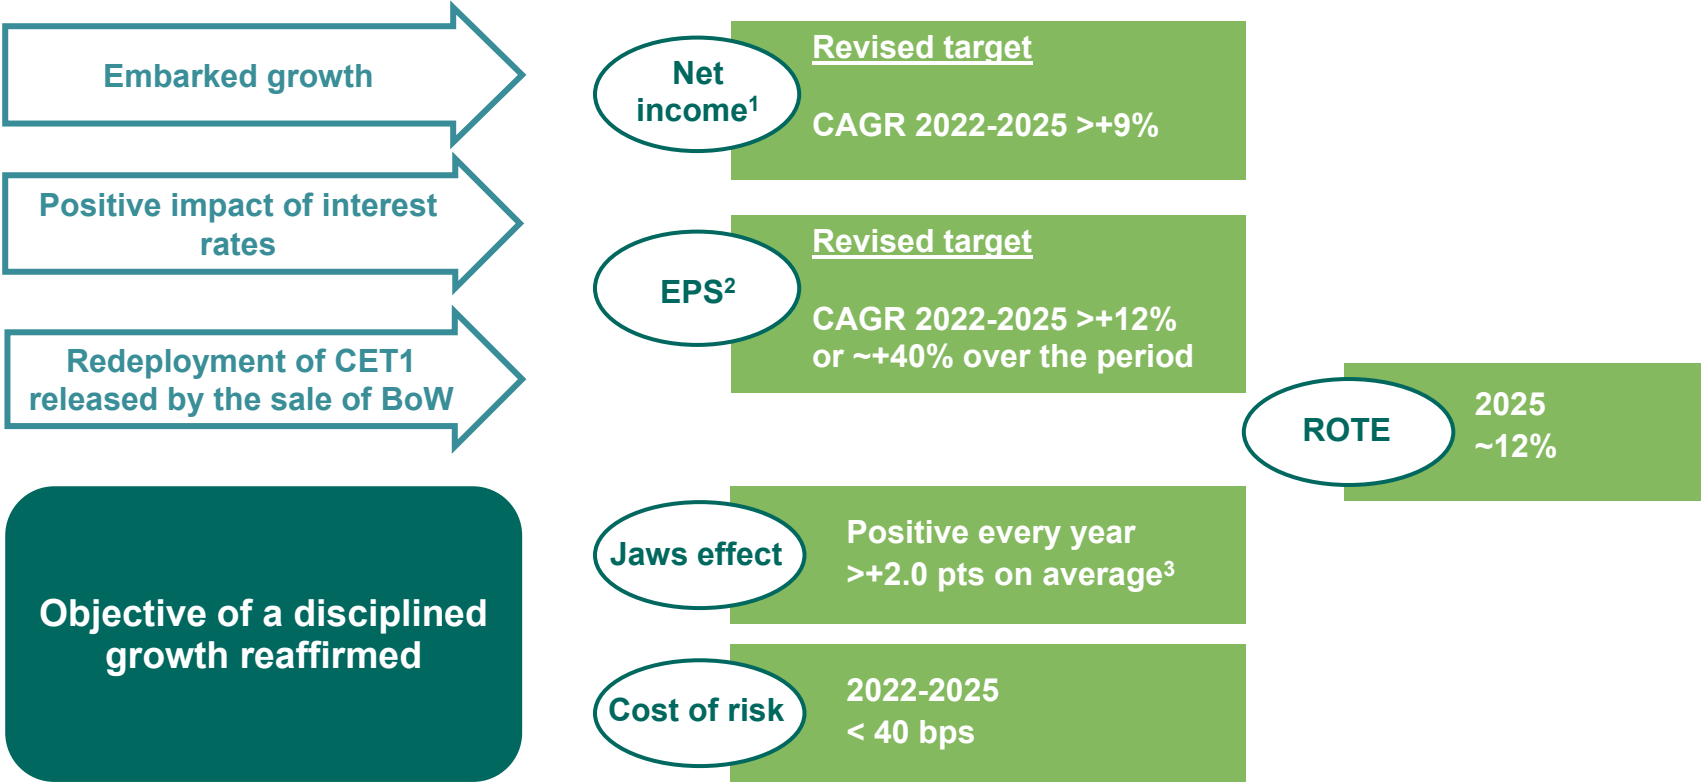 Embarked growth
Positive impact of interest
rates
Redeployment of CET1
released by the sale of BoW
Objective of a disciplined
growth reaffirmed
Net
income¹
Revised target
CAGR 2022-2025 >+9%
EPS²
Revised target
CAGR 2022-2025 >+12%
or ~+40% over the period
Jaws effect
Positive every year
>+2.0 pts on average³
Cost of risk
2022-2025
< 40 bps
ROTE
2025
~12%